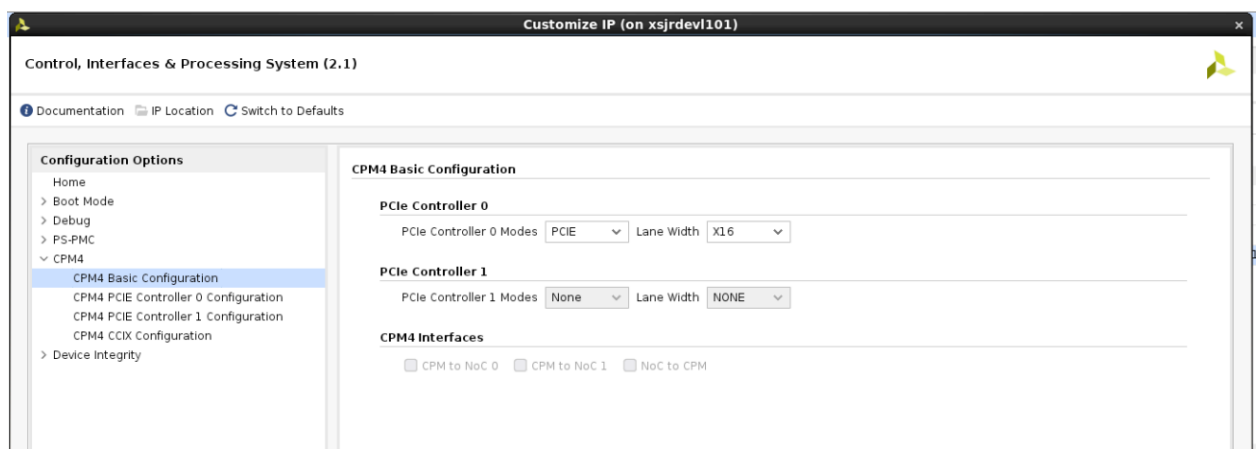 Customize IP (on xsjrdevl101)
Control, Interfaces & Processing System (2.1)
Documentation IP Location Switch to Defaults
Configuration Options
Home
Boot Mode
Debug
PS-PMC
CPM4
CPM4 Basic Configuration
CPM4 PCIE Controller 0 Configuration
CPM4 PCIE Controller 1 Configuration
CPM4 CCIX Configuration
Device Integrity
CPM4 Basic Configuration
PCIe Controller 0
PCIe Controller 0 Modes PCIE Lane Width X16
PCIe Controller 1
PCIe Controller 1 Modes None Lane Width NONE
CPM4 Interfaces
CPM to NoC 0 CPM to NoC 1 NoC to CPM